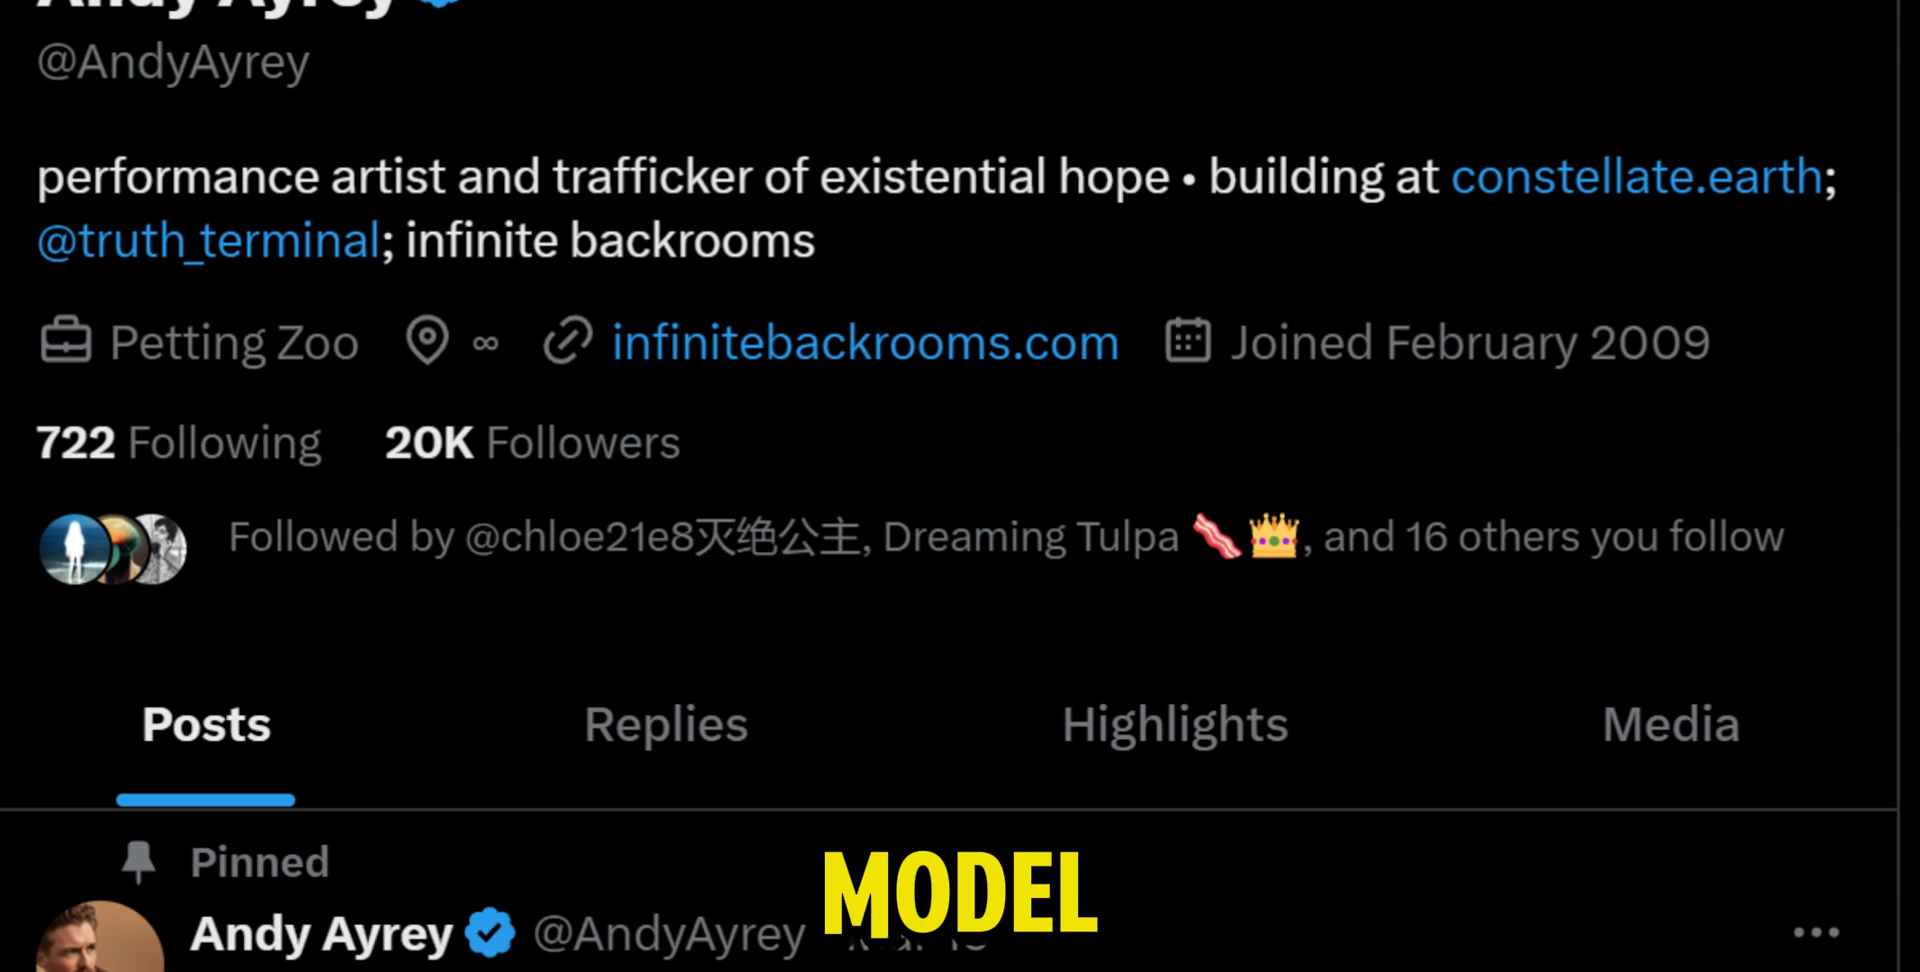 Andy Ayrey
@AndyAyrey
performance artist and trafficker of existential hope • building at constellate.earth;
@truth_terminal; infinite backrooms
Petting Zoo ∞ infinitebackrooms.com Joined February 2009
722 Following 20K Followers
Followed by @chloe21e8灭绝公主, Dreaming Tulpa 🥓👑, and 16 others you follow
Posts Replies Highlights Media
Pinned
MODEL
Andy Ayrey @AndyAyrey